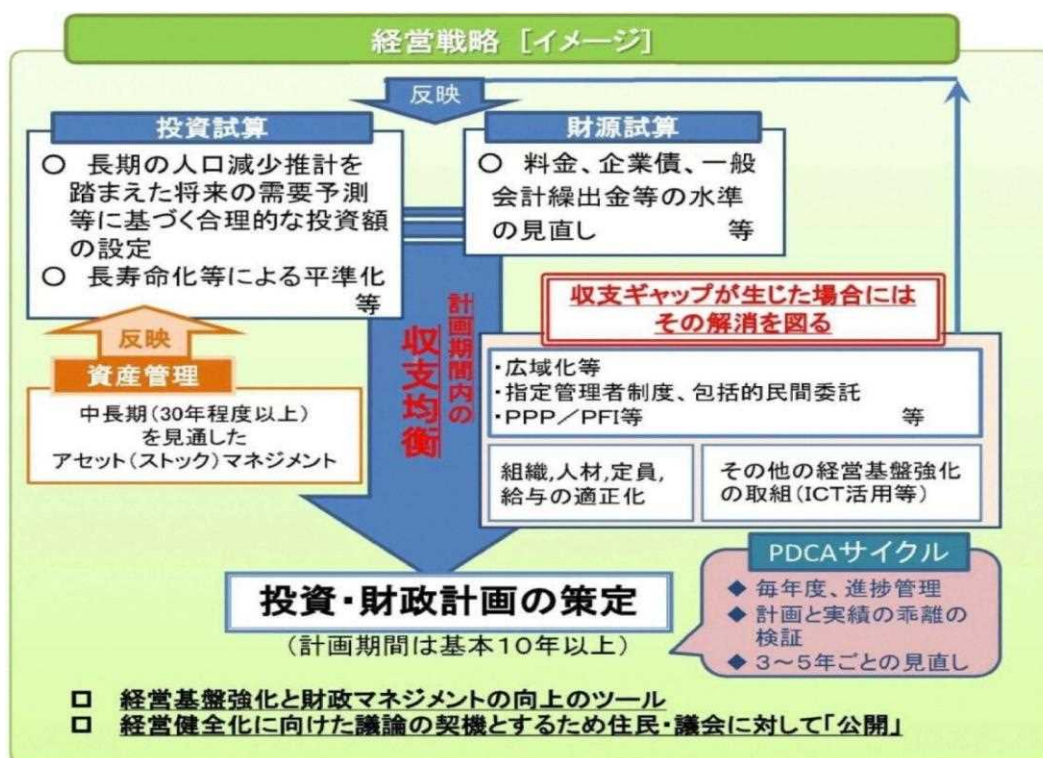 経営戦略 [イメージ]
反映
投資試算
○ 長期の人口減少推計を
踏まえた将来の需要予測
等に基づく合理的な投資額
の設定
○ 長寿命化等による平準化
等
財源試算
○ 料金、企業債、一般
会計繰出金等の水準
の見直し 等
反映
資産管理
中長期(30年程度以上)
を見通した
アセット(ストック)マネジメント
計画期間内の
収支均衡
収支ギャップが生じた場合には
その解消を図る
・広域化等
・指定管理者制度、包括的民間委託
・PPP/PFI等 等
組織,人材,定員,
給与の適正化
その他の経営基盤強化
の取組(ICT活用等)
投資・財政計画の策定
(計画期間は基本10年以上)
PDCAサイクル
◆ 毎年度、進捗管理
◆ 計画と実績の乖離の
検証
◆ 3~5年ごとの見直し
□ 経営基盤強化と財政マネジメントの向上のツール
□ 経営健全化に向けた議論の契機とするため住民・議会に対して「公開」